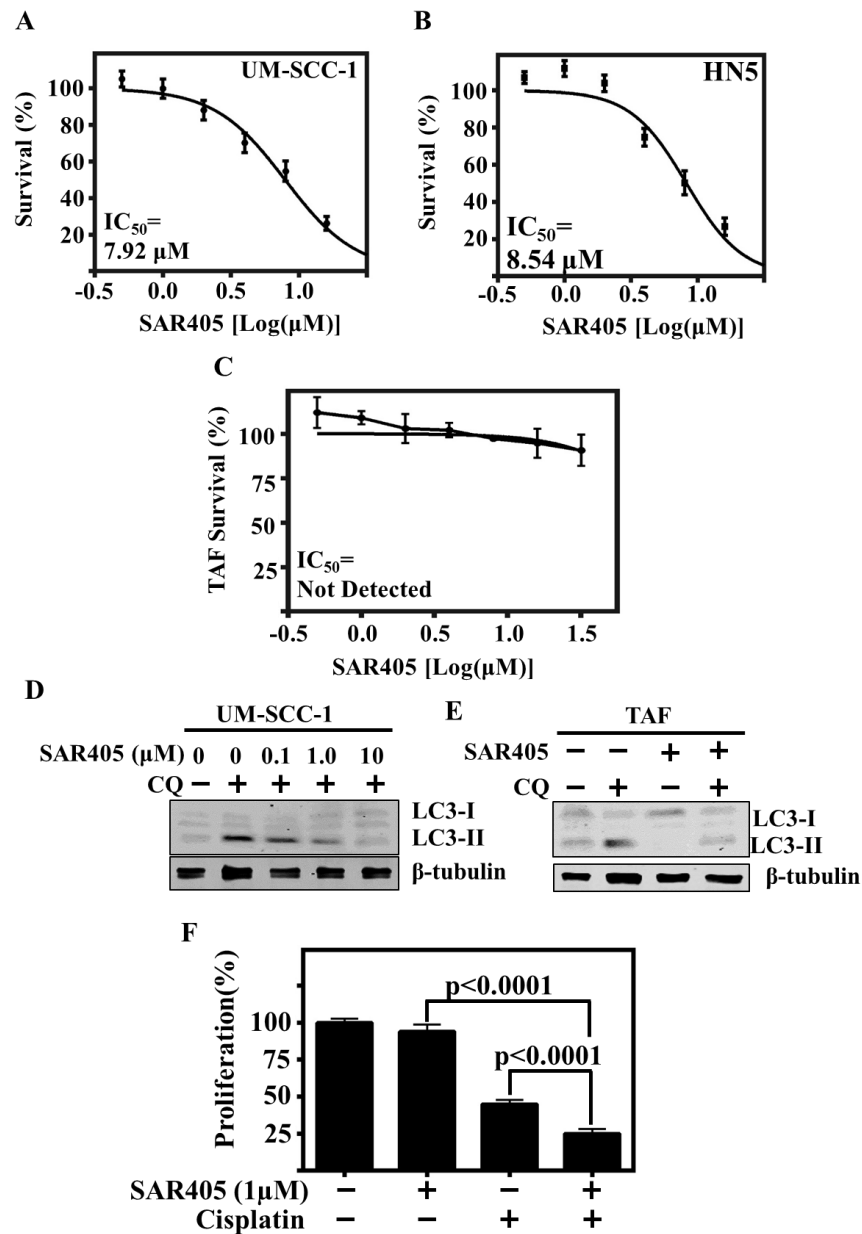 A
UM-SCC-1
100
80
60
40
20
Survival (%)
IC50=
7.92 µM
-0.5 0.0 0.6 1.0
SAR405 [Log(µM)]
B
HN5
100
80
60
40
20
Survival (%)
IC50=
8.54 µM
-0.5 0.0 0.5 1.0
SAR405 [Log(µM)]
C
100
75
50
25
TAF Survival (%)
IC50=
Not Detected
-0.5 0.0 0.5 1.0 1.5
SAR405 [Log(µM)]
D
UM-SCC-1
SAR405 (µM) 0 0 0.1 1.0 10
CQ − + + + +
LC3-I
LC3-II
β-tubulin
E
TAF
SAR405 − − + +
CQ − + − +
LC3-I
LC3-II
β-tubulin
F
Proliferation(%)
100
75
50
25
p<0.0001
p<0.0001
SAR405 (1µM) − + − +
Cisplatin − − + +